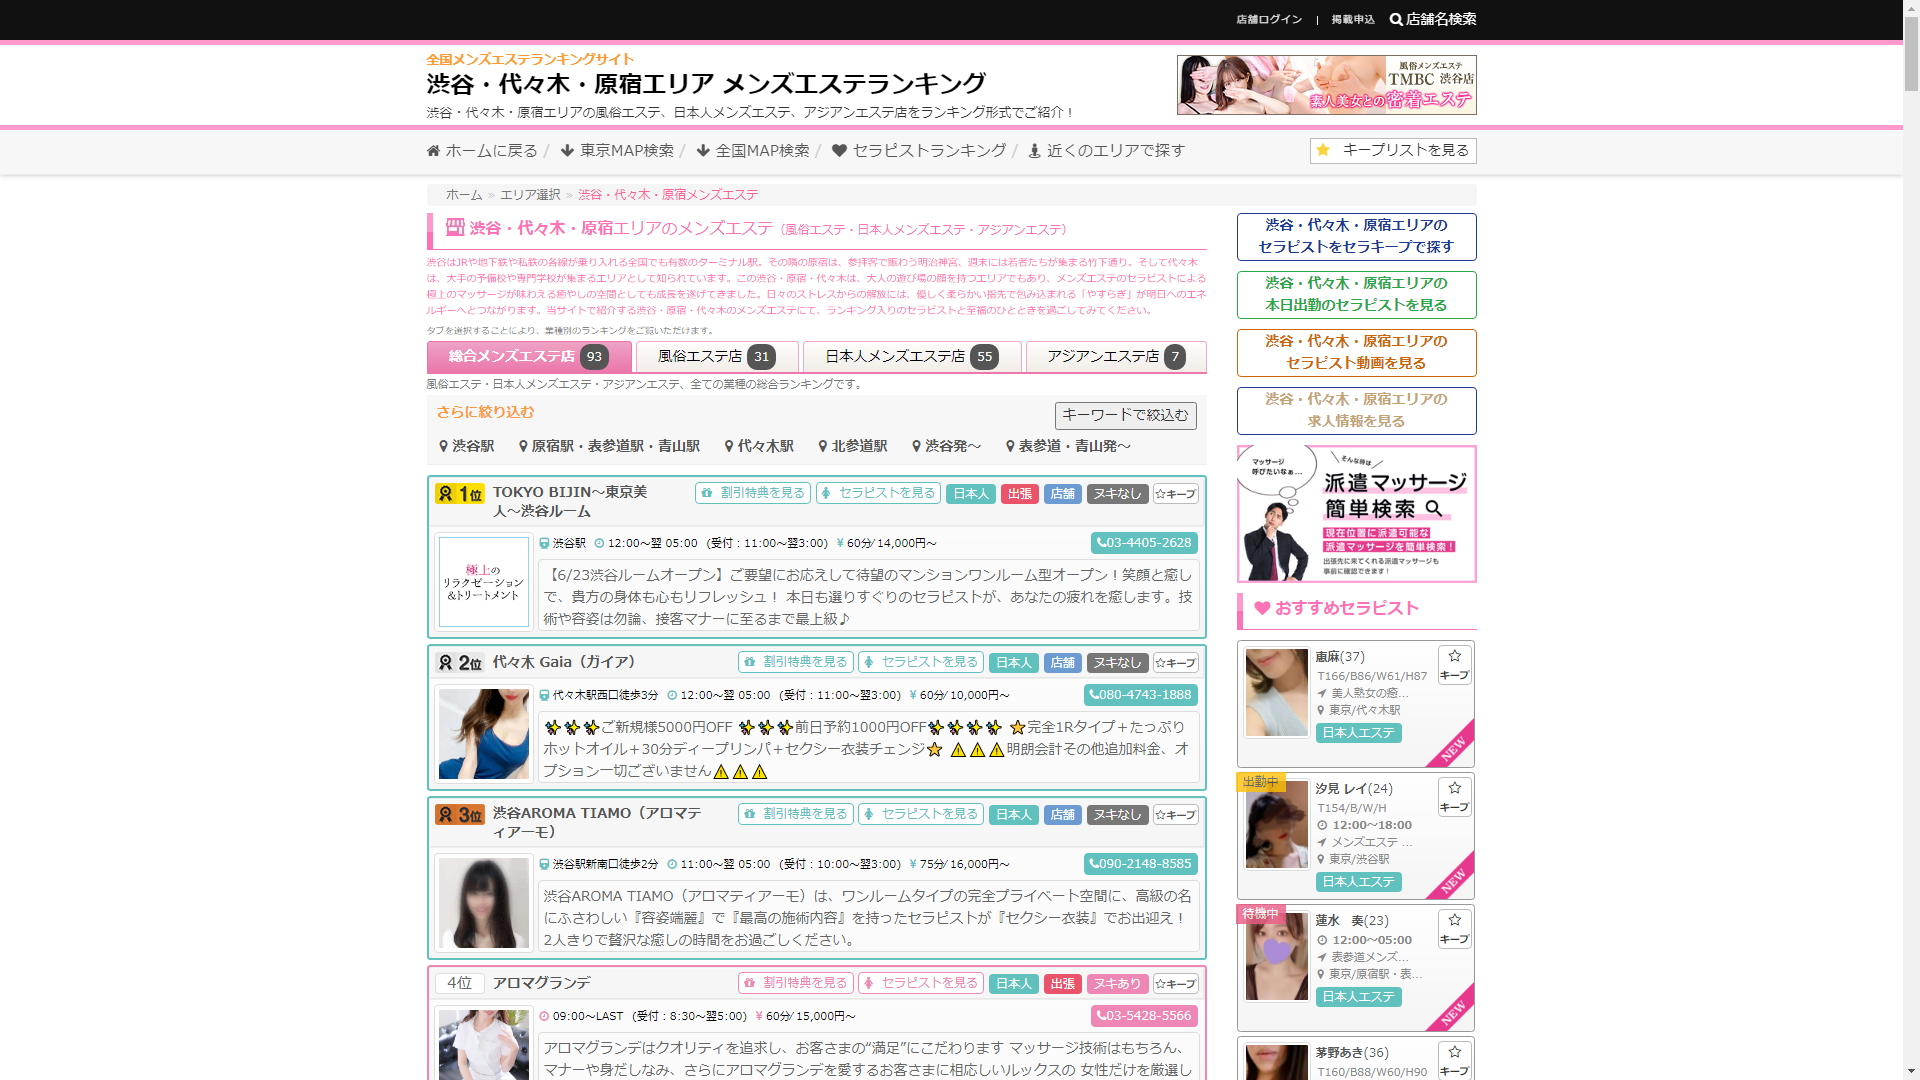 店舗ログイン | 掲載申込 店舗名検索
全国メンズエステランキングサイト
渋谷・代々木・原宿エリア メンズエステランキング
渋谷・代々木・原宿エリアの風俗エステ、日本人メンズエステ、アジアンエステ店をランキング形式でご紹介！
風俗メンズエステ
TMBC 渋谷店
素人美女との密着エステ
ホームに戻る / 東京MAP検索 / 全国MAP検索 / セラピストランキング / 近くのエリアで探す
キープリストを見る
ホーム » エリア選択 » 渋谷・代々木・原宿メンズエステ
渋谷・代々木・原宿エリアのメンズエステ（風俗エステ・日本人メンズエステ・アジアンエステ）
渋谷はJRや地下鉄や私鉄の各線が乗り入れる全国でも有数のターミナル駅。その隣の原宿は、参拝客で賑わう明治神宮、週末には若者たちが集まる竹下通り。そして代々木
は、大手の予備校や専門学校が集まるエリアとして知られています。この渋谷・原宿・代々木は、大人の遊び場の顔を持つエリアでもあり、メンズエステのセラピストによる
極上のマッサージが味わえる癒やしの空間としても成長を遂げてきました。日々のストレスからの解放には、優しく柔らかい指先で包み込まれる「やすらぎ」が明日へのエネ
ルギーへとつながります。当サイトで紹介する渋谷・原宿・代々木のメンズエステにて、ランキング入りのセラピストと至福のひとときを過ごしてみてください。
タブを選択することにより、業種別のランキングをご覧いただけます。
総合メンズエステ店 93
風俗エステ店 31
日本人メンズエステ店 55
アジアンエステ店 7
風俗エステ・日本人メンズエステ・アジアンエステ、全ての業種の総合ランキングです。
さらに絞り込む
キーワードで絞込む
渋谷駅 原宿駅・表参道駅・青山駅 代々木駅 北参道駅 渋谷発～ 表参道・青山発～
1位 TOKYO BIJIN～東京美
人～渋谷ルーム
割引特典を見る セラピストを見る 日本人 出張 店舗 ヌキなし ☆キープ
極上の
リラクゼーション
&トリートメント
渋谷駅 12:00～翌 05:00 (受付：11:00～翌3:00) ¥ 60分/14,000円～
03-4405-2628
【6/23渋谷ルームオープン】ご要望にお応えして待望のマンションワンルーム型オープン！笑顔と癒し
で、貴方の身体も心もリフレッシュ！ 本日も選りすぐりのセラピストが、あなたの疲れを癒します。技
術や容姿は勿論、接客マナーに至るまで最上級♪
2位 代々木 Gaia（ガイア）
割引特典を見る セラピストを見る 日本人 店舗 ヌキなし ☆キープ
代々木駅西口徒歩3分 12:00～翌 05:00 (受付：11:00～翌3:00) ¥ 60分/10,000円～
080-4743-1888
✨✨✨ご新規様5000円OFF ✨✨✨前日予約1000円OFF✨✨✨✨ ⭐完全1Rタイプ＋たっぷり
ホットオイル＋30分ディープリンパ＋セクシー衣装チェンジ⭐ ⚠⚠⚠明朗会計その他追加料金、オ
プション一切ございません⚠⚠⚠
3位 渋谷AROMA TIAMO（アロマテ
ィアーモ）
割引特典を見る セラピストを見る 日本人 店舗 ヌキなし ☆キープ
渋谷駅新南口徒歩2分 11:00～翌 05:00 (受付：10:00～翌3:00) ¥ 75分/16,000円～
090-2148-8585
渋谷AROMA TIAMO（アロマティアーモ）は、ワンルームタイプの完全プライベート空間に、高級の名
にふさわしい『容姿端麗』で『最高の施術内容』を持ったセラピストが『セクシー衣装』でお出迎え！
2人きりで贅沢な癒しの時間をお過ごしください。
4位 アロマグランデ
割引特典を見る セラピストを見る 日本人 出張 ヌキあり ☆キープ
09:00～LAST (受付：8:30～翌5:00) ¥ 60分/15,000円～
03-5428-5566
アロマグランデはクオリティを追求し、お客さまの“満足”にこだわります マッサージ技術はもちろん、
マナーや身だしなみ、さらにアロマグランデを愛するお客さまに相応しいルックスの 女性だけを厳選し
渋谷・代々木・原宿エリアの
セラピストをセラキープで探す
渋谷・代々木・原宿エリアの
本日出勤のセラピストを見る
渋谷・代々木・原宿エリアの
セラピスト動画を見る
渋谷・代々木・原宿エリアの
求人情報を見る
マッサージ
呼びたいなぁ…
そんな時は
派遣マッサージ
簡単検索
現在位置に派遣可能な
派遣マッサージを簡単検索！
出張先に来てくれる派遣マッサージも
事前に確認できます！
おすすめセラピスト
恵麻(37)
T166/B86/W61/H87
美人熟女の癒...
東京/代々木駅
日本人エステ
☆
キープ
NEW
出勤中
汐見 レイ(24)
T154/B/W/H
12:00～18:00
メンズエステ ...
東京/渋谷駅
日本人エステ
☆
キープ
NEW
待機中
蓮水　奏(23)
12:00～05:00
表参道メンズ...
東京/原宿駅・表...
日本人エステ
☆
キープ
NEW
茅野あき(36)
T160/B88/W60/H90
☆
キープ